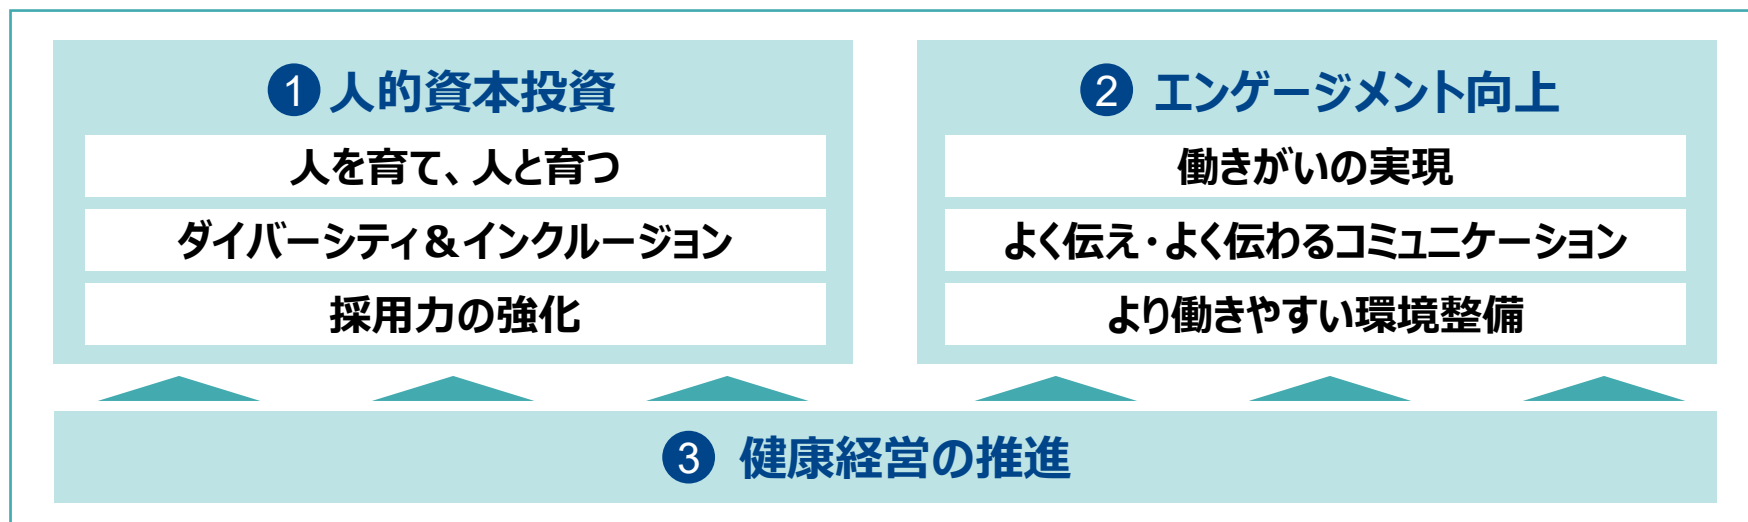 ❶人的資本投資
人を育て、人と育つ
ダイバーシティ＆インクルージョン
採用力の強化
❷ エンゲージメント向上
働きがいの実現
よく伝え・よく伝わるコミュニケーション
より働きやすい環境整備
❸ 健康経営の推進